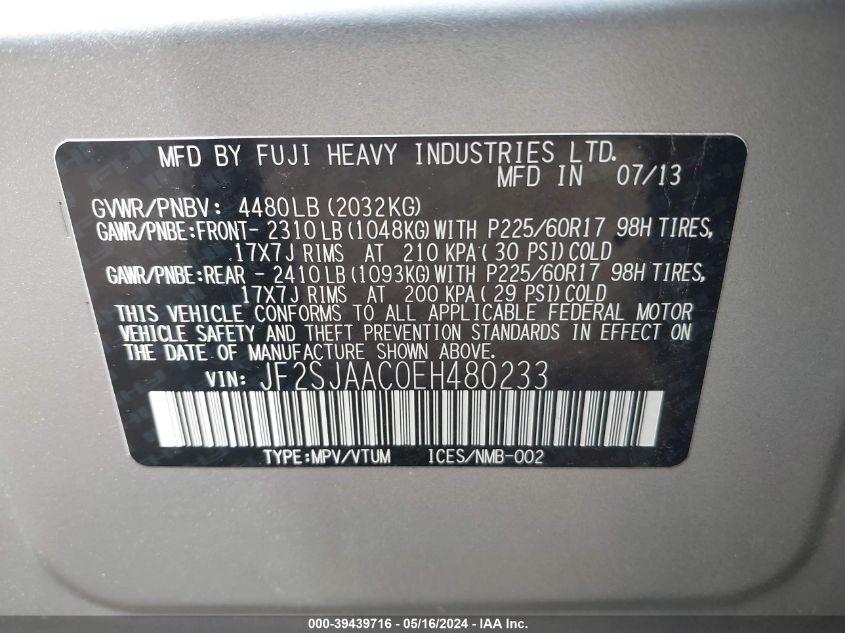 MFD BY FUJI HEAVY INDUSTRIES LTD.
MFD IN 07/13
GVWR/PNBV: 4480LB (2032KG)
GAWR/PNBE:FRONT- 2310LB (1048KG) WITH P225/60R17 98H TIRES,
17X7J RIMS AT 210 KPA ( 30 PSI) COLD
GAWR/PNBE:REAR - 2410LB (1093KG) WITH P225/60R17 98H TIRES,
17X7J RIMS AT 200 KPA ( 29 PSI) COLD
THIS VEHICLE CONFORMS TO ALL APPLICABLE FEDERAL MOTOR
VEHICLE SAFETY AND THEFT PREVENTION STANDARDS IN EFFECT ON
THE DATE OF MANUFACTURE SHOWN ABOVE.
VIN: JF2SJAAC0EH480233
TYPE:MPV/VTUM ICES/NMB-002
000-39439716 - 05/16/2024 - IAA Inc.